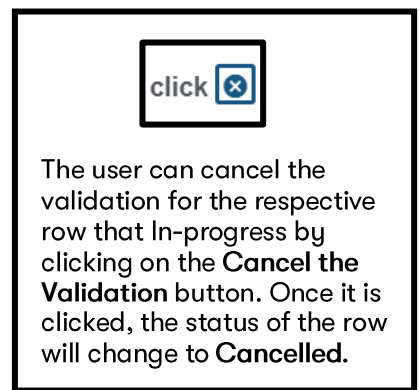 click
The user can cancel the
validation for the respective
row that In-progress by
clicking on the Cancel the
Validation button. Once it is
clicked, the status of the row
will change to Cancelled.